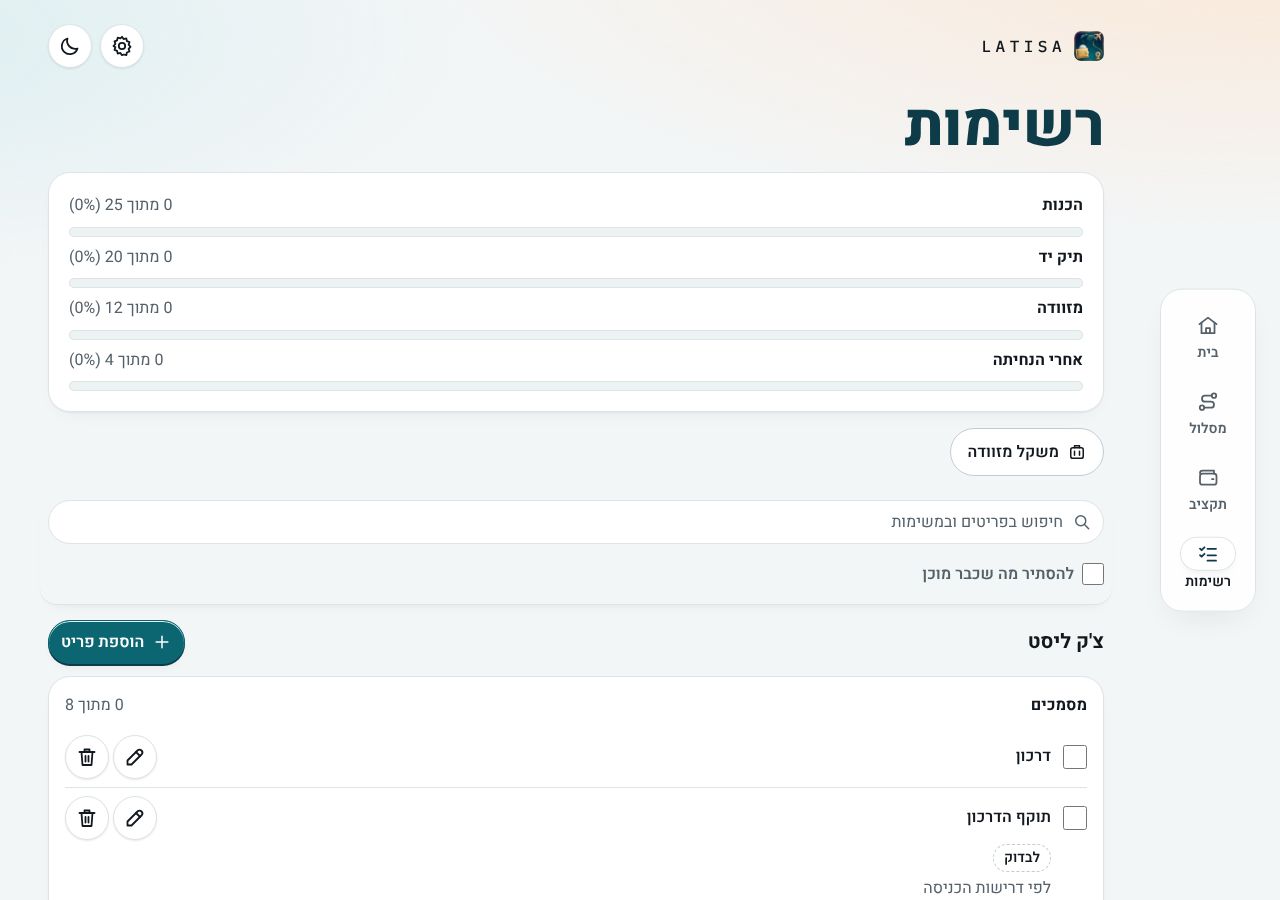 LATISA
רשימות
הכנות
0 מתוך 25 (0%)
תיק יד
0 מתוך 20 (0%)
מזוודה
0 מתוך 12 (0%)
אחרי הנחיתה
0 מתוך 4 (0%)
משקל מזוודה
חיפוש בפריטים ובמשימות
להסתיר מה שכבר מוכן
צ'ק ליסט
הוספת פריט
מסמכים
0 מתוך 8
דרכון
תוקף הדרכון
לבדוק
לפי דרישות הכניסה
בית
מסלול
תקציב
רשימות